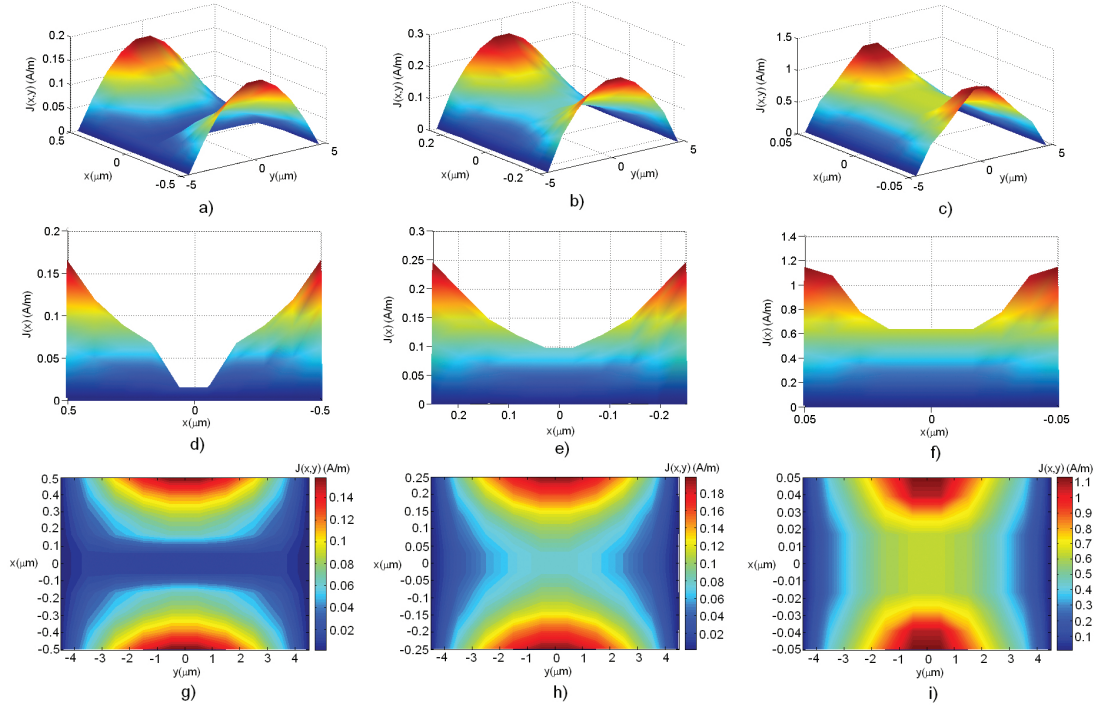 J(x,y) (A/m)
0.2
0.15
0.1
0.05
0
0.5
0
-0.5
x(μm)
-5
0
5
y(μm)
a)
J(x,y) (A/m)
0.3
0.2
0.1
0
0.2
0
-0.2
x(μm)
-5
0
5
y(μm)
b)
J(x,y) (A/m)
1.5
1
0.5
0
0.05
0
-0.05
x(μm)
-5
0
5
y(μm)
c)
J(x) (A/m)
0.2
0.15
0.1
0.05
0
0.5 0 -0.5
x(μm)
d)
J(x) (A/m)
0.3
0.25
0.2
0.15
0.1
0.05
0
0.2 0.1 0 -0.1 -0.2
x(μm)
e)
J(x) (A/m)
1.4
1.2
1
0.8
0.6
0.4
0.2
0
0.05 0 -0.05
x(μm)
f)
J(x,y) (A/m)
x(μm)
0.5
0.4
0.3
0.2
0.1
0
-0.1
-0.2
-0.3
-0.4
-0.5
-4 -3 -2 -1 0 1 2 3 4
y(μm)
0.14
0.12
0.10
0.08
0.06
0.04
0.02
g)
J(x,y) (A/m)
x(μm)
0.25
0.20
0.15
0.10
0.05
0
-0.05
-0.10
-0.15
-0.20
-0.25
-4 -3 -2 -1 0 1 2 3 4
y(μm)
0.18
0.16
0.14
0.12
0.10
0.08
0.06
0.04
0.02
h)
J(x,y) (A/m)
x(μm)
0.05
0.04
0.03
0.02
0.01
0
-0.01
-0.02
-0.03
-0.04
-0.05
-4 -3 -2 -1 0 1 2 3 4
y(μm)
1.1
1.0
0.9
0.8
0.7
0.6
0.5
0.4
0.3
0.2
0.1
i)